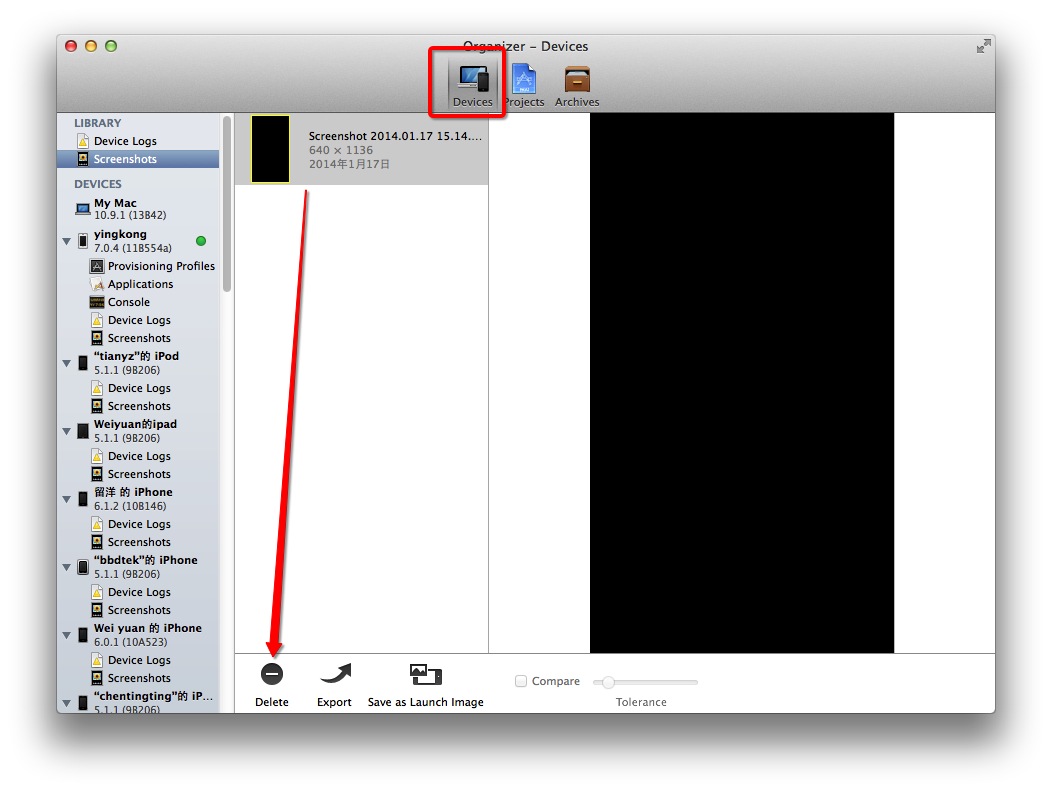 Organizer – Devices
Devices
Projects
Archives
LIBRARY
Device Logs
Screenshots
DEVICES
My Mac
10.9.1 (13B42)
yingkong
7.0.4 (11B554a)
Provisioning Profiles
Applications
Console
Device Logs
Screenshots
“tianyz”的 iPod
5.1.1 (9B206)
Device Logs
Screenshots
Weiyuan的ipad
5.1.1 (9B206)
Device Logs
Screenshots
留洋 的 iPhone
6.1.2 (10B146)
Device Logs
Screenshots
“bbdtek”的 iPhone
5.1.1 (9B206)
Device Logs
Screenshots
Wei yuan 的 iPhone
6.0.1 (10A523)
Device Logs
Screenshots
“chentingting”的 iP...
5.1.1 (9B206)
Screenshot 2014.01.17 15.14....
640 × 1136
2014年1月17日
Delete
Export
Save as Launch Image
Compare
Tolerance